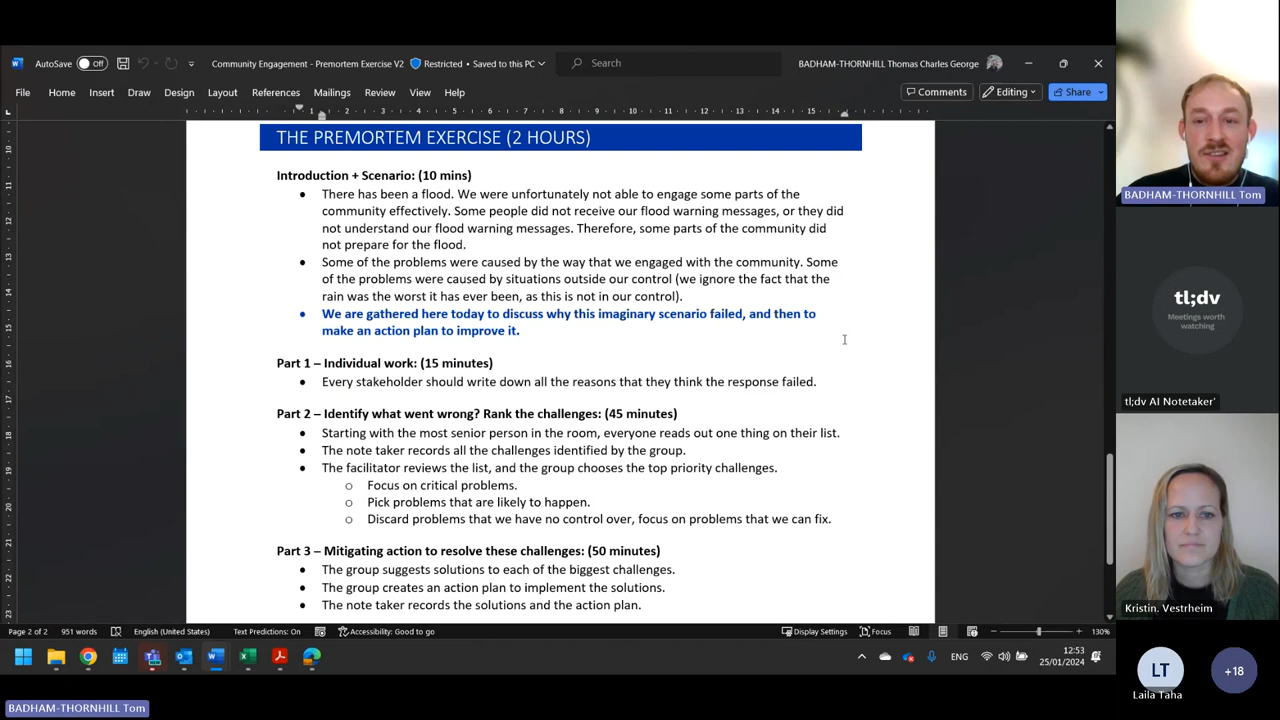 AutoSave Off Community Engagement - Premortem Exercise V2 Restricted • Saved to this PC Search BADHAM-THORNHILL Thomas Charles George
File Home Insert Draw Design Layout References Mailings Review View Help Comments Editing Share
1 2 3 4 5 6 7 8 9 10 11 12 13 14 15
THE PREMORTEM EXERCISE (2 HOURS)
Introduction + Scenario: (10 mins)
• There has been a flood. We were unfortunately not able to engage some parts of the
community effectively. Some people did not receive our flood warning messages, or they did
not understand our flood warning messages. Therefore, some parts of the community did
not prepare for the flood.
• Some of the problems were caused by the way that we engaged with the community. Some
of the problems were caused by situations outside our control (we ignore the fact that the
rain was the worst it has ever been, as this is not in our control).
• We are gathered here today to discuss why this imaginary scenario failed, and then to
make an action plan to improve it.
Part 1 – Individual work: (15 minutes)
• Every stakeholder should write down all the reasons that they think the response failed.
Part 2 – Identify what went wrong? Rank the challenges: (45 minutes)
• Starting with the most senior person in the room, everyone reads out one thing on their list.
• The note taker records all the challenges identified by the group.
• The facilitator reviews the list, and the group chooses the top priority challenges.
o Focus on critical problems.
o Pick problems that are likely to happen.
o Discard problems that we have no control over, focus on problems that we can fix.
Part 3 – Mitigating action to resolve these challenges: (50 minutes)
• The group suggests solutions to each of the biggest challenges.
• The group creates an action plan to implement the solutions.
• The note taker records the solutions and the action plan.
Page 2 of 2 951 words English (United States) Text Predictions: On Accessibility: Good to go Display Settings Focus 130%
ENG 12:53
25/01/2024
BADHAM-THORNHILL Tom
BADHAM-THORNHILL Tom
tl;dv
Meetings worth
watching
tl;dv AI Notetaker'
Kristin. Vestrheim
LT
Laila Taha
+18